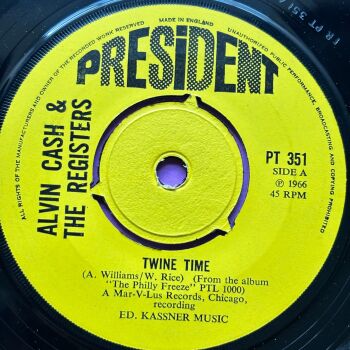 MADE IN ENGLAND
ALL RIGHTS OF THE MANUFACTURERS AND OWNER OF THE RECORDED WORK RESERVED
UNAUTHORISED PUBLIC PERFORMANCE, BROADCASTING AND COPYING PROHIBITED
PRESiDENT
ALVIN CASH &
THE REGISTERS
PT 351
SIDE A
℗ 1966
45 RPM
TWINE TIME
(A. Williams/W. Rice) (From the album
"The Philly Freeze" PTL 1000)
A Mar-V-Lus Records, Chicago,
recording
ED. KASSNER MUSIC